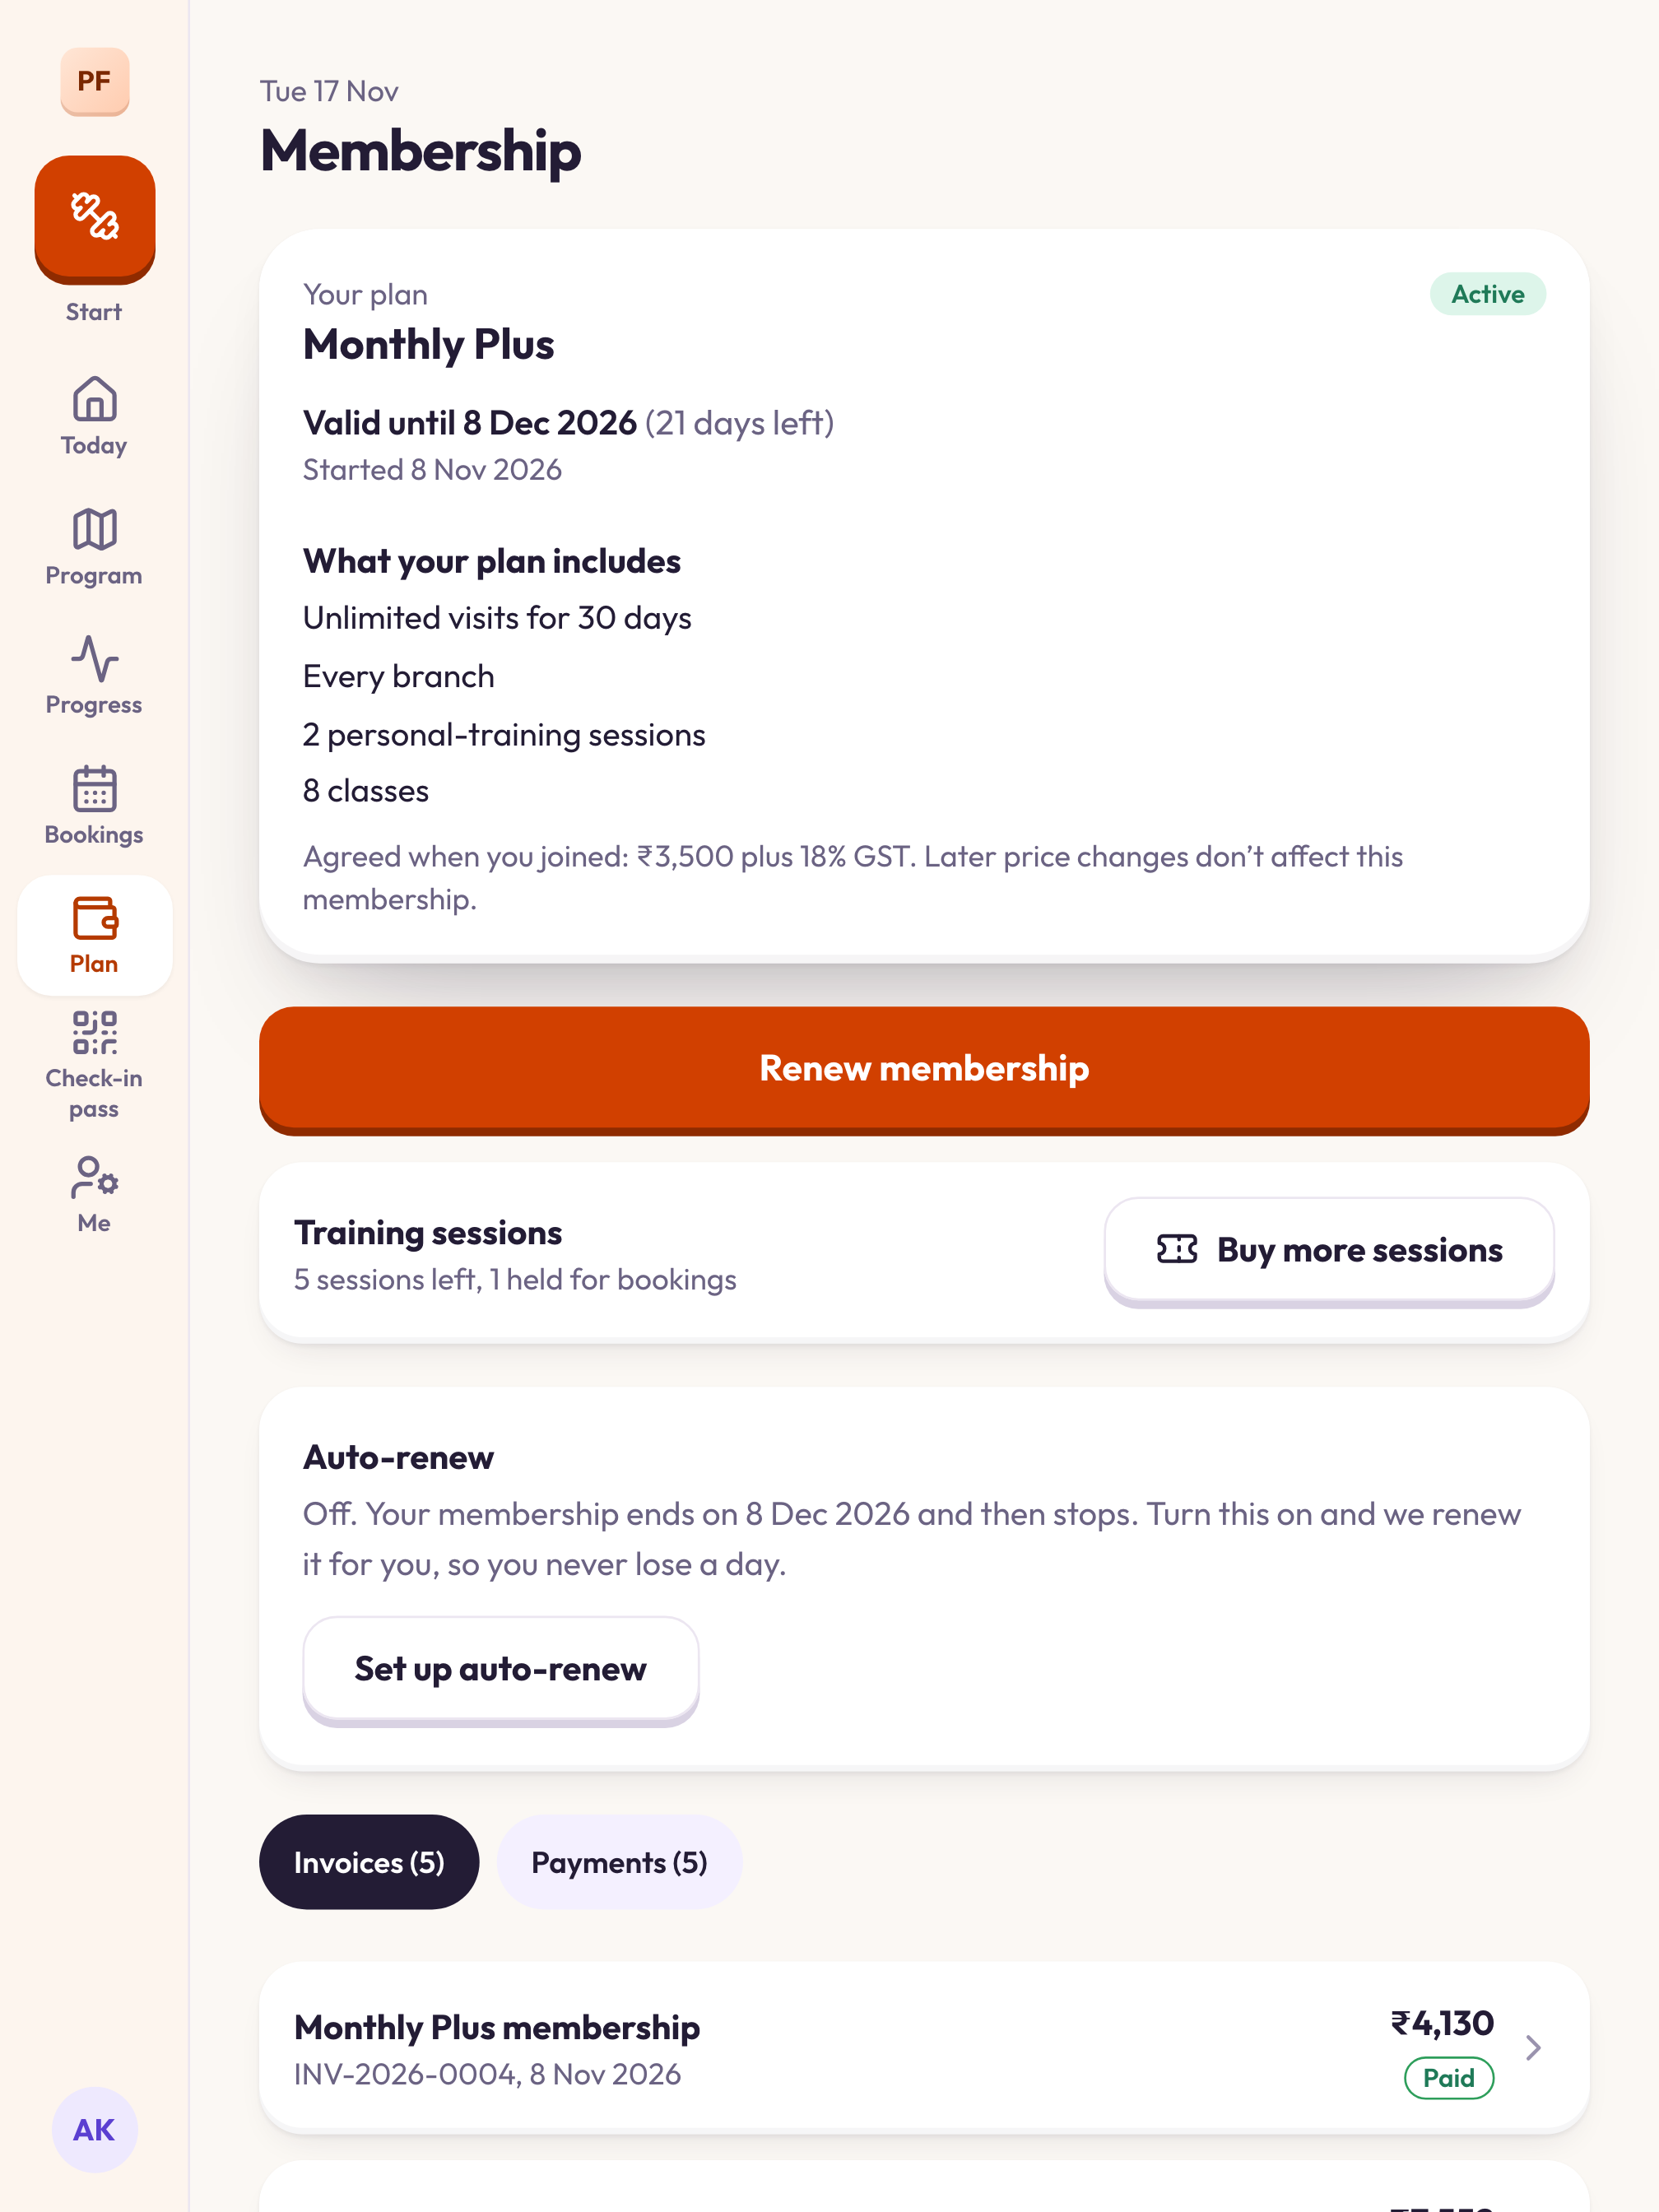 PF
Start
Today
Program
Progress
Bookings
Plan
Check-in
pass
Me
AK
Tue 17 Nov
Membership
Your plan
Active
Monthly Plus
Valid until 8 Dec 2026 (21 days left)
Started 8 Nov 2026
What your plan includes
Unlimited visits for 30 days
Every branch
2 personal-training sessions
8 classes
Agreed when you joined: ₹3,500 plus 18% GST. Later price changes don’t affect this
membership.
Renew membership
Training sessions
5 sessions left, 1 held for bookings
Buy more sessions
Auto-renew
Off. Your membership ends on 8 Dec 2026 and then stops. Turn this on and we renew
it for you, so you never lose a day.
Set up auto-renew
Invoices (5)
Payments (5)
Monthly Plus membership
INV-2026-0004, 8 Nov 2026
₹4,130
Paid